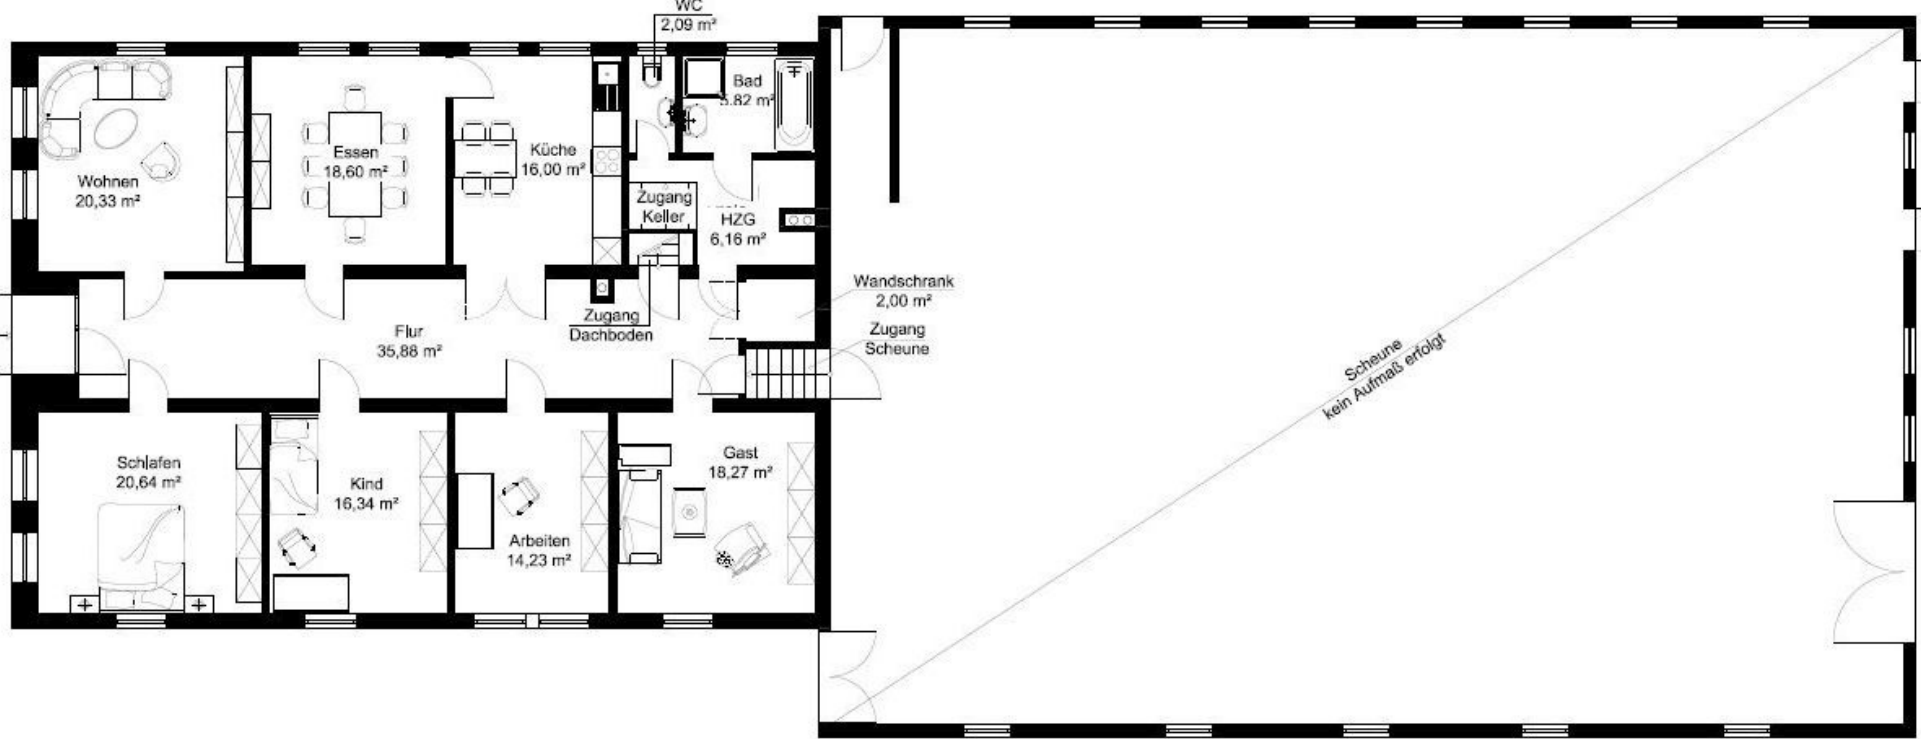 WC
2,09 m²
Bad
5.82 m²
Wohnen
20,33 m²
Essen
18,60 m²
Küche
16,00 m²
Zugang
Keller
HZG
6,16 m²
Wandschrank
2,00 m²
Zugang
Dachboden
Zugang
Scheune
Flur
35,88 m²
Scheune
kein Aufmaß erfolgt
Schlafen
20,64 m²
Kind
16,34 m²
Arbeiten
14,23 m²
Gast
18,27 m²